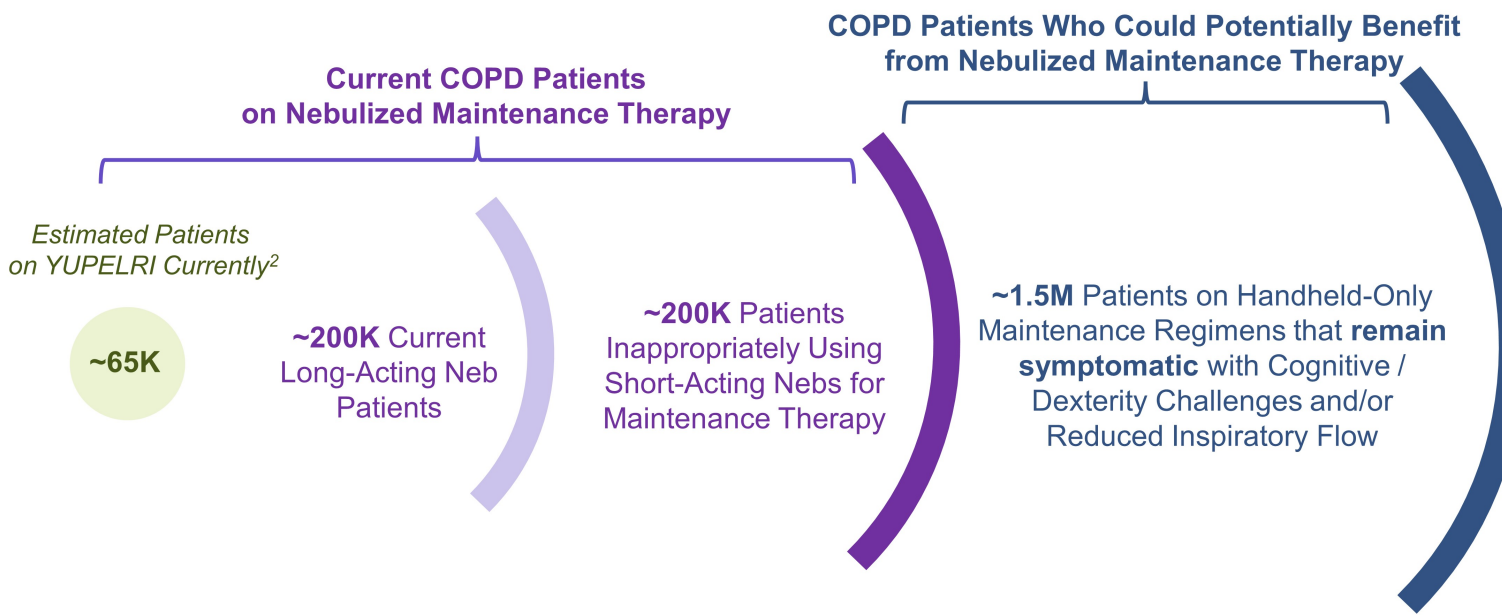 COPD Patients Who Could Potentially Benefit
from Nebulized Maintenance Therapy
Current COPD Patients
on Nebulized Maintenance Therapy
Estimated Patients
on YUPELRI Currently2
~65K
~200K Current
Long-Acting Neb
Patients
~200K Patients
Inappropriately Using
Short-Acting Nebs for
Maintenance Therapy
~1.5M Patients on Handheld-Only
Maintenance Regimens that remain
symptomatic with Cognitive /
Dexterity Challenges and/or
Reduced Inspiratory Flow